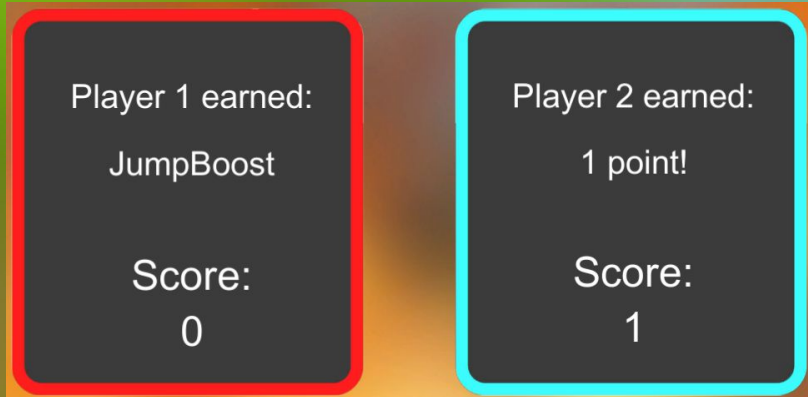 Player 1 earned:
JumpBoost
Score:
0
Player 2 earned:
1 point!
Score:
1